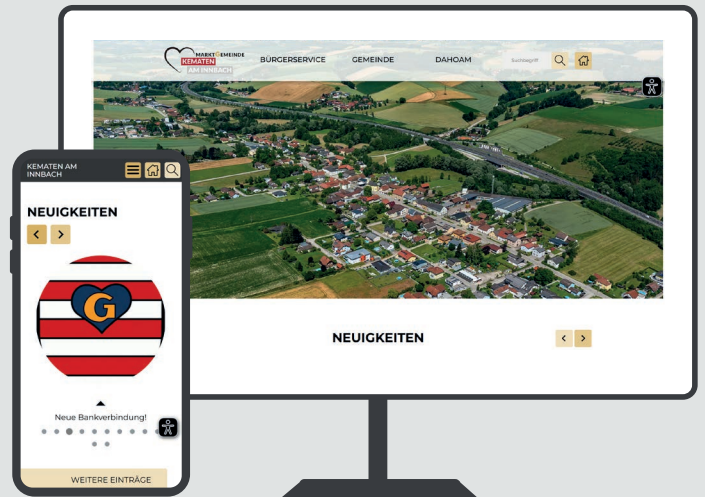 MARKTGEMEINDE
KEMATEN
AM INNBACH
BÜRGERSERVICE
GEMEINDE
DAHOAM
Suchbegriff
NEUIGKEITEN
KEMATEN AM
INNBACH
NEUIGKEITEN
G
Neue Bankverbindung!
WEITERE EINTRÄGE